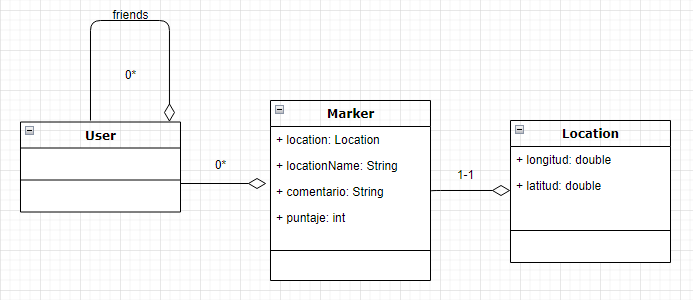 friends
0*
User
0*
Marker
+ location: Location
+ locationName: String
+ comentario: String
+ puntaje: int
1-1
Location
+ longitud: double
+ latitud: double